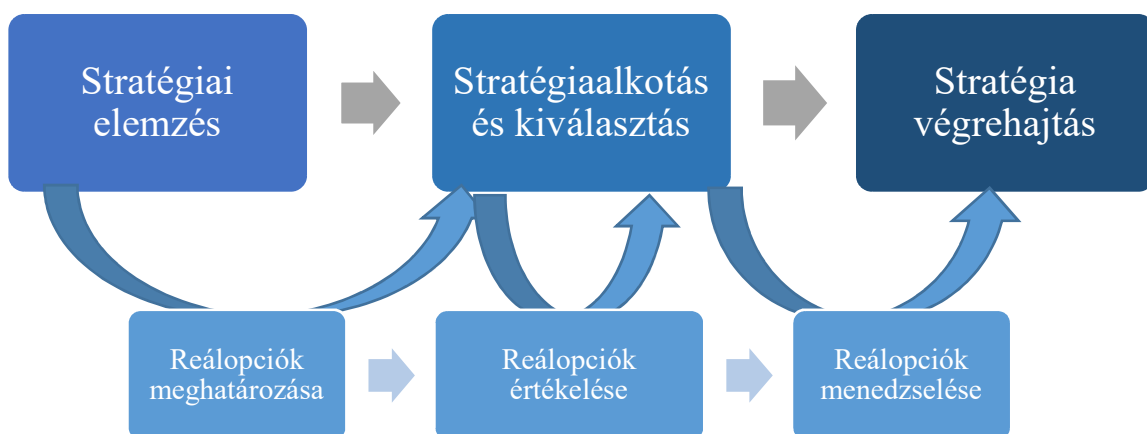 Stratégiai
elemzés
Stratégiaalkotás
és kiválasztás
Stratégia
végrehajtás
Reálopciók
meghatározása
Reálopciók
értékelése
Reálopciók
menedzselése